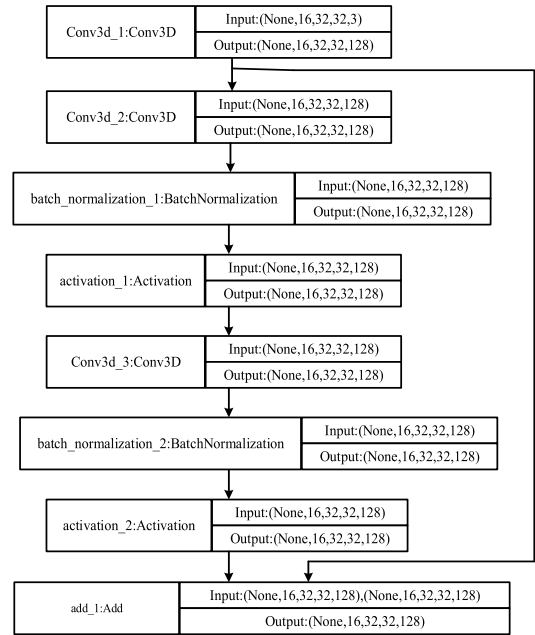 Conv3d_1:Conv3D
Input:(None,16,32,32,3)
Output:(None,16,32,32,128)
Conv3d_2:Conv3D
Input:(None,16,32,32,128)
Output:(None,16,32,32,128)
batch_normalization_1:BatchNormalization
Input:(None,16,32,32,128)
Output:(None,16,32,32,128)
activation_1:Activation
Input:(None,16,32,32,128)
Output:(None,16,32,32,128)
Conv3d_3:Conv3D
Input:(None,16,32,32,128)
Output:(None,16,32,32,128)
batch_normalization_2:BatchNormalization
Input:(None,16,32,32,128)
Output:(None,16,32,32,128)
activation_2:Activation
Input:(None,16,32,32,128)
Output:(None,16,32,32,128)
add_1:Add
Input:(None,16,32,32,128),(None,16,32,32,128)
Output:(None,16,32,32,128)